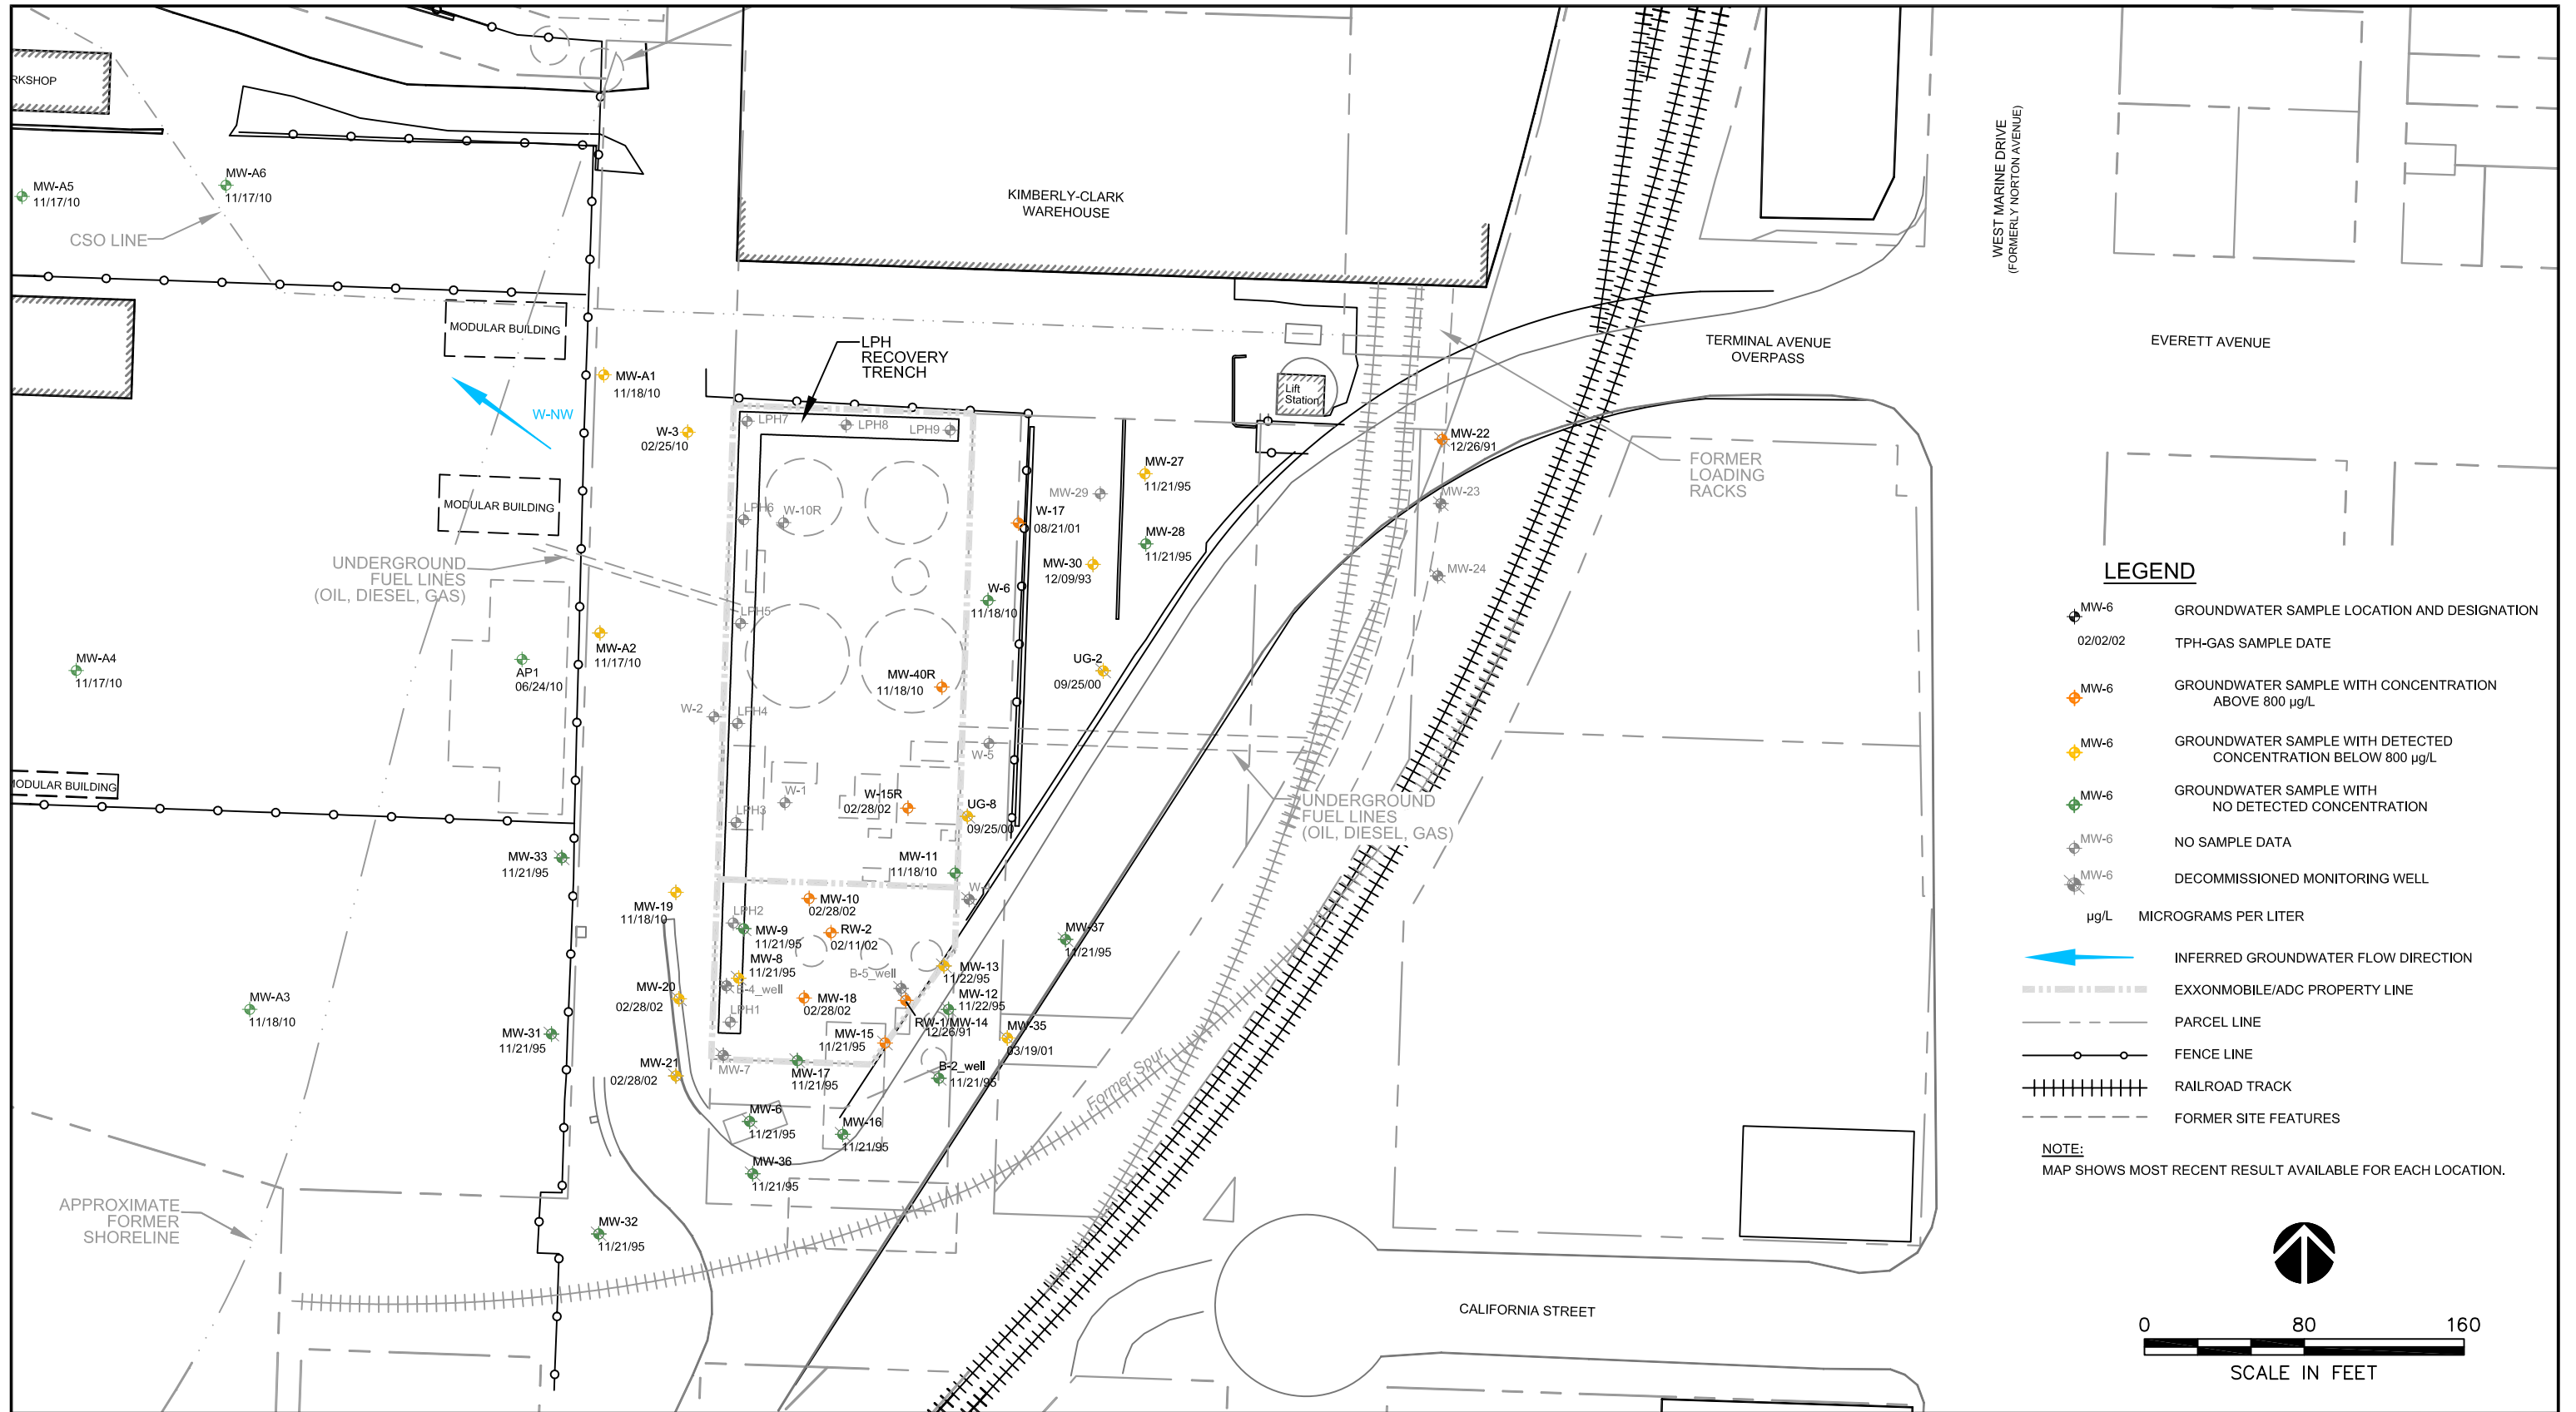 RKSHOP
MW-A5
11/17/10
MW-A6
11/17/10
CSO LINE
KIMBERLY-CLARK
WAREHOUSE
WEST MARINE DRIVE
(FORMERLY NORTON AVENUE)
MODULAR BUILDING
W-NW
MW-A1
11/18/10
W-3
02/25/10
LPH
RECOVERY
TRENCH
LPH7
LPH8
LPH9
Lift
Station
TERMINAL AVENUE
OVERPASS
EVERETT AVENUE
MW-22
12/26/91
FORMER
LOADING
RACKS
MW-23
MW-24
MW-27
11/21/95
MW-29
MW-28
11/21/95
W-17
08/21/01
MW-30
12/09/93
W-6
11/18/10
UG-2
09/25/00
MODULAR BUILDING
LPH6
W-10R
UNDERGROUND
FUEL LINES
(OIL, DIESEL, GAS)
LPH5
MW-A2
11/17/10
AP1
06/24/10
MW-A4
11/17/10
MW-40R
11/18/10
W-2
LPH4
W-5
MODULAR BUILDING
W-1
W-15R
02/28/02
LPH3
UG-8
09/25/00
UNDERGROUND
FUEL LINES
(OIL, DIESEL, GAS)
MW-33
11/21/95
MW-11
11/18/10
MW-19
11/18/10
MW-10
02/28/02
LPH2
MW-9
11/21/95
RW-2
02/11/02
MW-37
11/21/95
MW-8
11/21/95
B-5_well
MW-13
11/22/95
E-4_well
MW-20
02/28/02
MW-18
02/28/02
MW-12
11/22/95
MW-A3
11/18/10
LPH1
RW-1/MW-14
12/26/91
MW-31
11/21/95
MW-15
11/21/95
MW-35
03/19/01
MW-21
02/28/02
MW-7
MW-17
11/21/95
B-2_well
11/21/95
Former Spur
MW-6
11/21/95
MW-16
11/21/95
MW-36
11/21/95
APPROXIMATE
FORMER
SHORELINE
MW-32
11/21/95
CALIFORNIA STREET
LEGEND
MW-6 GROUNDWATER SAMPLE LOCATION AND DESIGNATION
02/02/02 TPH-GAS SAMPLE DATE
MW-6 GROUNDWATER SAMPLE WITH CONCENTRATION
ABOVE 800 µg/L
MW-6 GROUNDWATER SAMPLE WITH DETECTED
CONCENTRATION BELOW 800 µg/L
MW-6 GROUNDWATER SAMPLE WITH
NO DETECTED CONCENTRATION
MW-6 NO SAMPLE DATA
MW-6 DECOMMISSIONED MONITORING WELL
µg/L MICROGRAMS PER LITER
INFERRED GROUNDWATER FLOW DIRECTION
EXXONMOBILE/ADC PROPERTY LINE
PARCEL LINE
FENCE LINE
RAILROAD TRACK
FORMER SITE FEATURES
NOTE:
MAP SHOWS MOST RECENT RESULT AVAILABLE FOR EACH LOCATION.
0 80 160
SCALE IN FEET